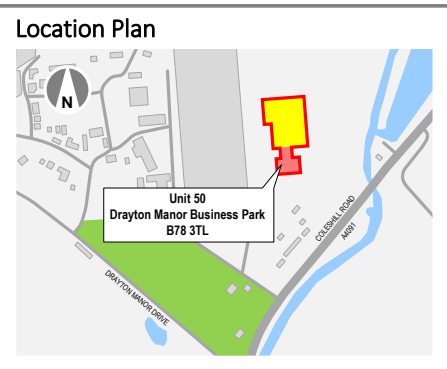 Location Plan
N
Unit 50
Drayton Manor Business Park
B78 3TL
COLESHILL ROAD
A4091
DRAYTON MANOR DRIVE